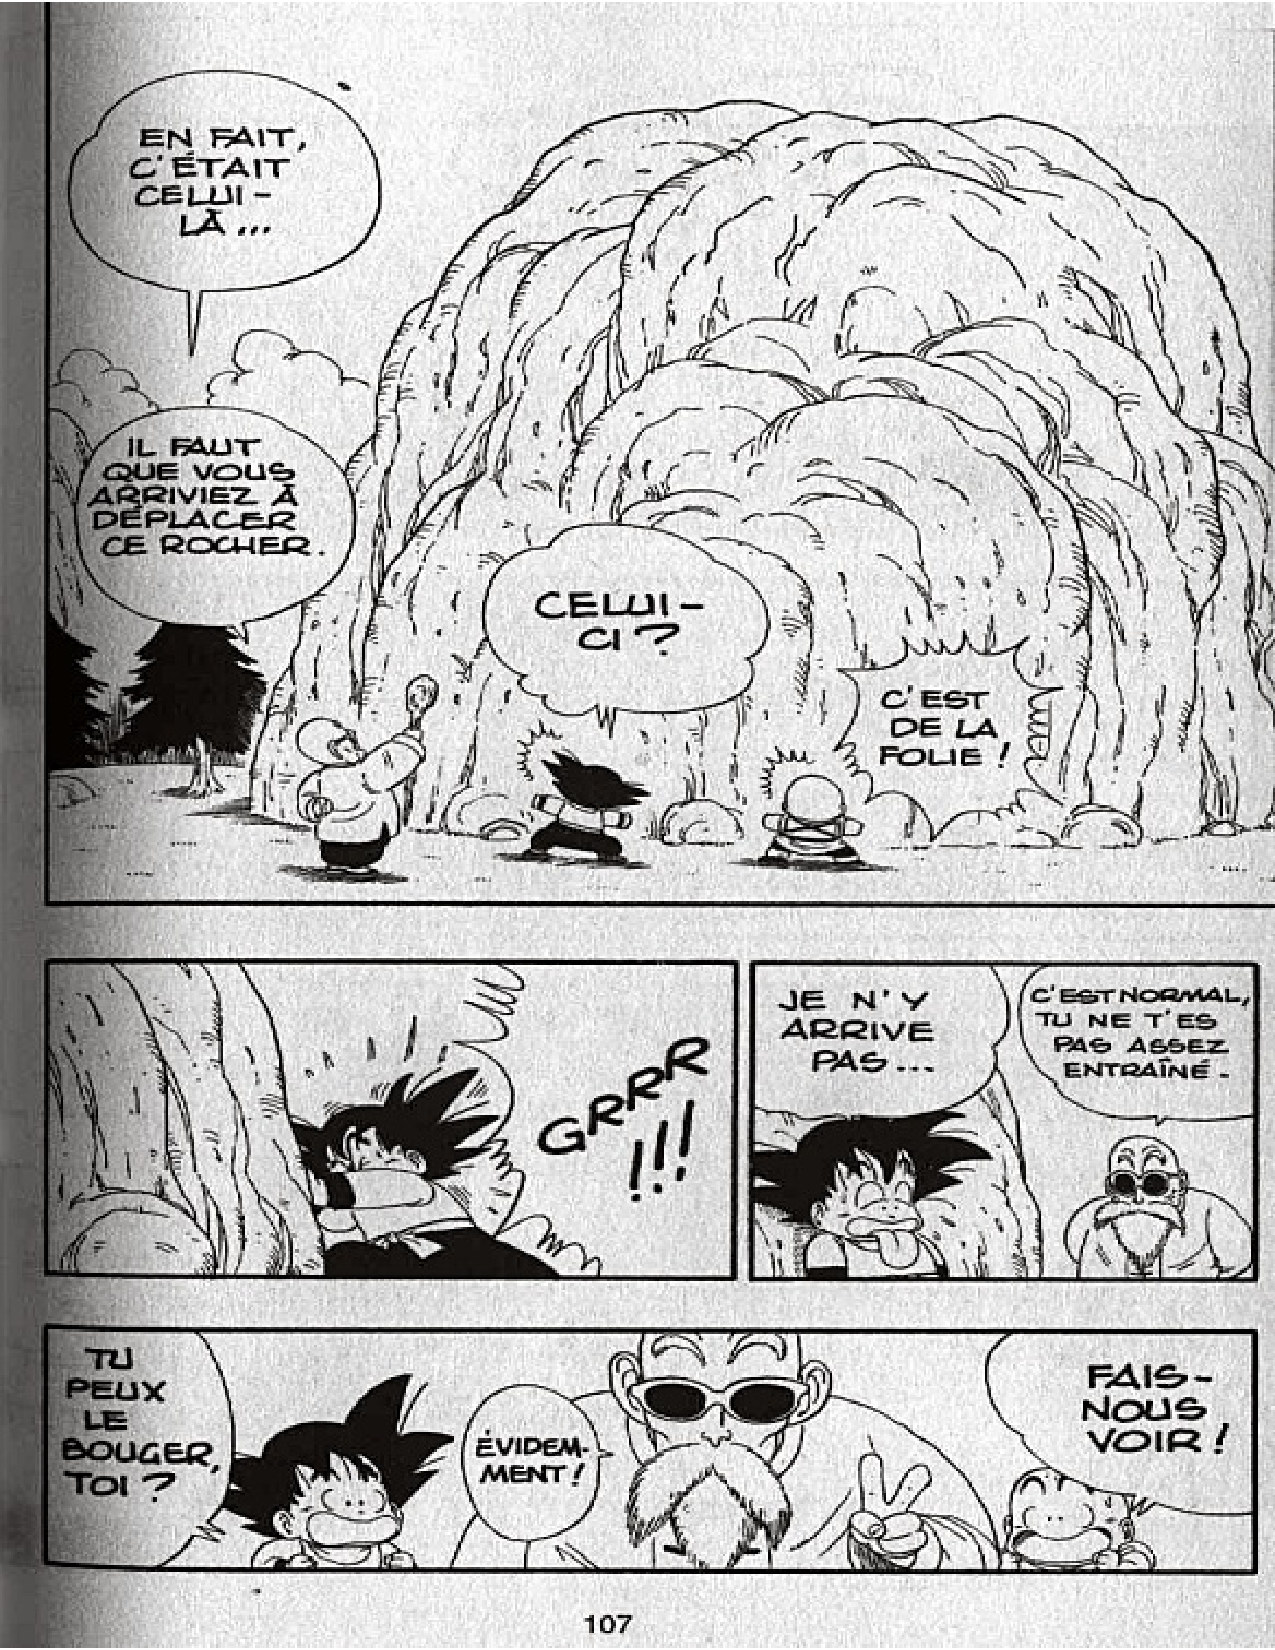 EN FAIT,
C'ÉTAIT
CELUI-
LÀ...
IL FAUT
QUE VOUS
ARRIVIEZ À
DÉPLACER
CE ROCHER.
CELUI-
CI ?
C'EST
DE LA
FOLIE !
GRRR
!!!
JE N'Y
ARRIVE
PAS...
C'EST NORMAL,
TU NE T'ES
PAS ASSEZ
ENTRAÎNÉ.
TU
PEUX
LE
BOUGER,
TOI ?
ÉVIDEM-
MENT !
FAIS-
NOUS
VOIR !
107